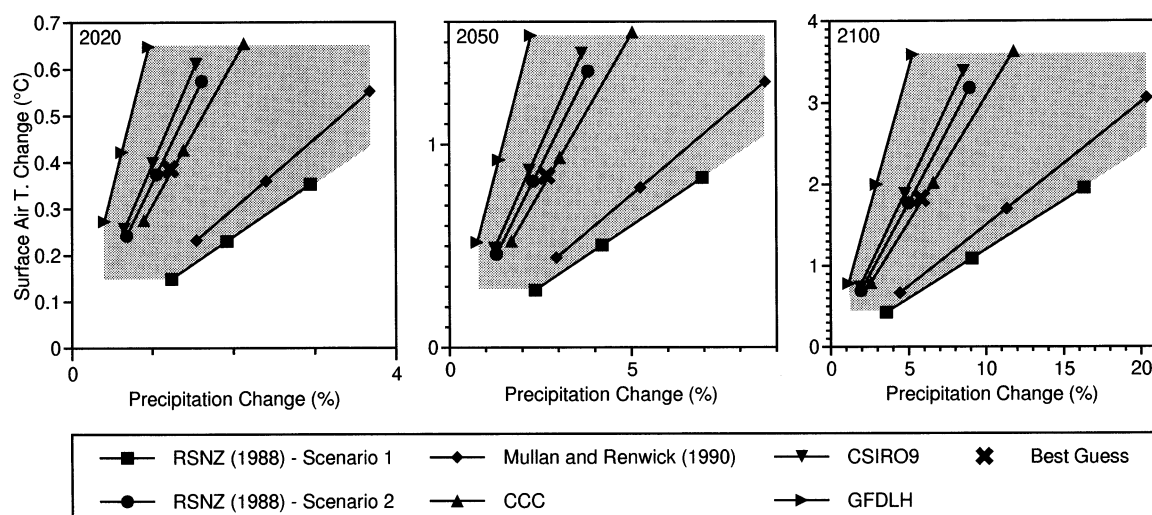 2020
2050
2100
Surface Air T. Change (°C)
0.7
0.6
0.5
0.4
0.3
0.2
0.1
0
0
4
Precipitation Change (%)
1
0
0
5
Precipitation Change (%)
4
3
2
1
0
0
5
10
15
20
Precipitation Change (%)
RSNZ (1988) - Scenario 1
Mullan and Renwick (1990)
CSIRO9
Best Guess
RSNZ (1988) - Scenario 2
CCC
GFDLH